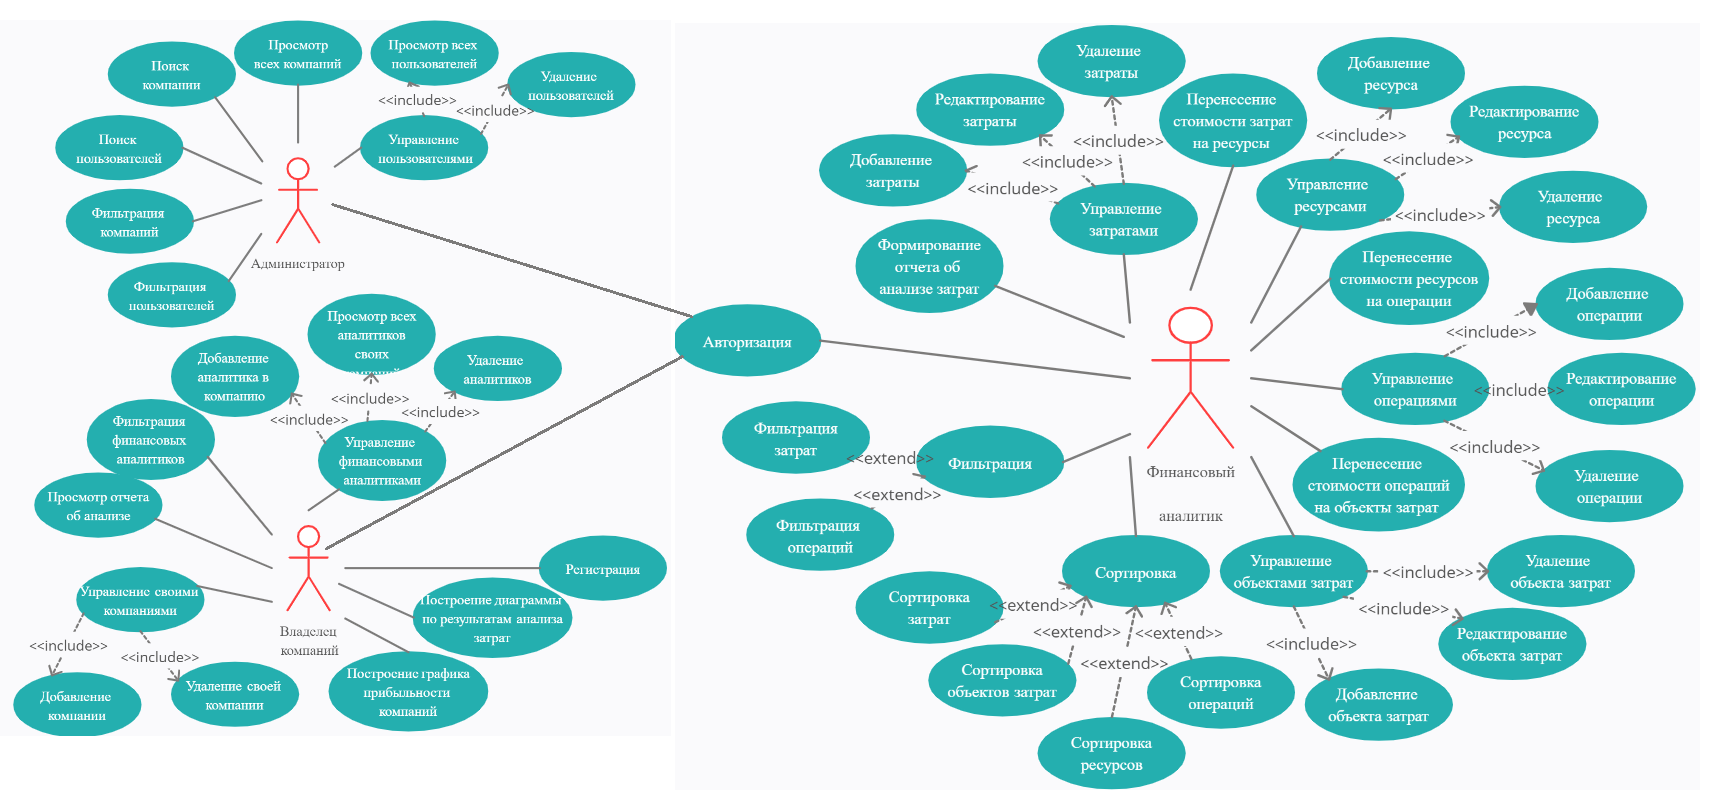 Поиск
компании
Просмотр
всех компаний
Просмотр всех
пользователей
Удаление
пользователей
<<include>>
<<include>>
Поиск
пользователей
Управление
пользователями
Фильтрация
компаний
Администратор
Фильтрация
пользователей
Просмотр всех
аналитиков
своих
Добавление
аналитика в
компанию
Удаление
аналитиков
<<include>>
<<include>>
<<include>>
Фильтрация
финансовых
аналитиков
Управление
финансовыми
аналитиками
Просмотр отчета
об анализе
Регистрация
Управление своими
компаниями
Построение диаграммы
по результатам анализа
затрат
Владелец
компаний
<<include>>
<<include>>
Построение графика
прибыльности
компаний
Добавление
компании
Удаление своей
компании
Авторизация
Удаление
затраты
Редактирование
затраты
Добавление
затраты
<<include>>
<<include>>
<<include>>
Управление
затратами
Перенесение
стоимости затрат
на ресурсы
Добавление
ресурса
Редактирование
ресурса
<<include>>
<<include>>
<<include>>
Управление
ресурсами
Удаление
ресурса
Формирование
отчета об
анализе затрат
Перенесение
стоимости ресурсов
на операции
Добавление
операции
<<include>>
Управление
операциями
<<include>>
Редактирование
операции
<<include>>
Удаление
операции
Финансовый
аналитик
Перенесение
стоимости операций
на объекты затрат
Фильтрация
затрат
<<extend>>
Фильтрация
<<extend>>
Фильтрация
операций
Сортировка
Управление
объектами затрат
<<include>>
Удаление
объекта затрат
<<include>>
Редактирование
объекта затрат
<<include>>
Добавление
объекта затрат
Сортировка
затрат
<<extend>>
<<extend>>
<<extend>>
<<extend>>
Сортировка
объектов затрат
Сортировка
операций
Сортировка
ресурсов